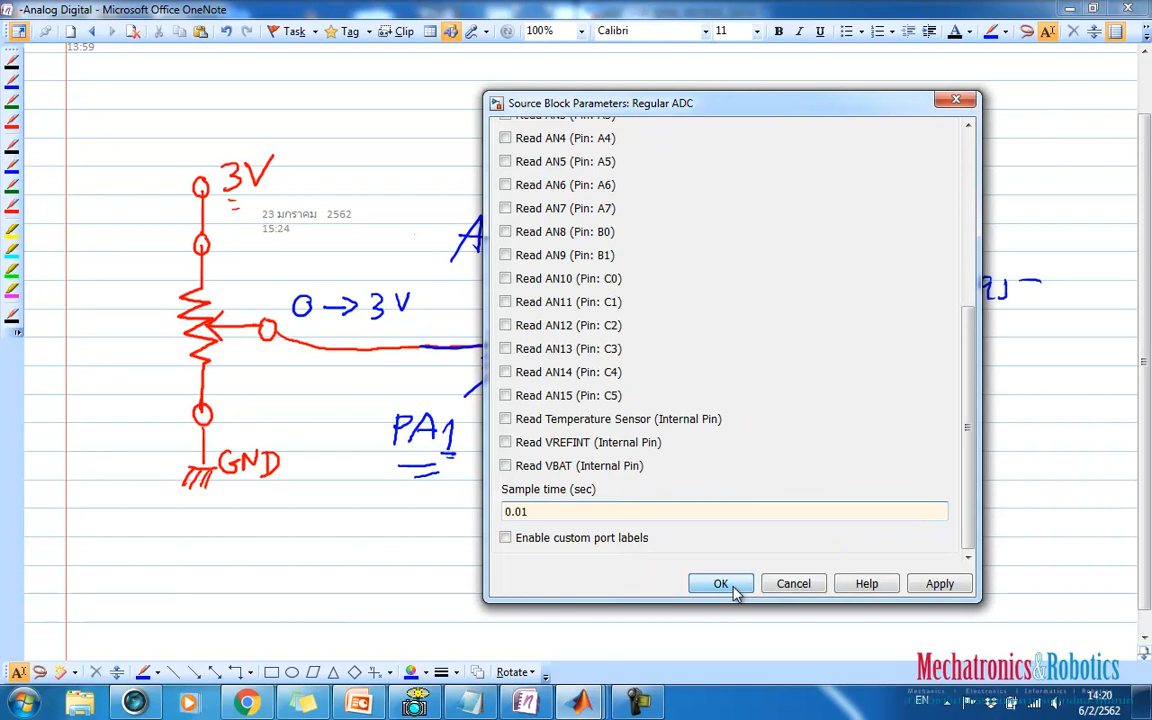 -Analog Digital - Microsoft Office OneNote
Task
Tag
Clip
100%
Calibri
11
B I U
13:59
3V
23 มกราคม 2562
15:24
0 → 3V
PA1
GND
A
Source Block Parameters: Regular ADC
Read AN3 (Pin: A3)
Read AN4 (Pin: A4)
Read AN5 (Pin: A5)
Read AN6 (Pin: A6)
Read AN7 (Pin: A7)
Read AN8 (Pin: B0)
Read AN9 (Pin: B1)
Read AN10 (Pin: C0)
Read AN11 (Pin: C1)
Read AN12 (Pin: C2)
Read AN13 (Pin: C3)
Read AN14 (Pin: C4)
Read AN15 (Pin: C5)
Read Temperature Sensor (Internal Pin)
Read VREFINT (Internal Pin)
Read VBAT (Internal Pin)
Sample time (sec)
0.01
Enable custom port labels
OK
Cancel
Help
Apply
Rotate
Mechatronics&Robotics
EN
14:20
6/2/2562